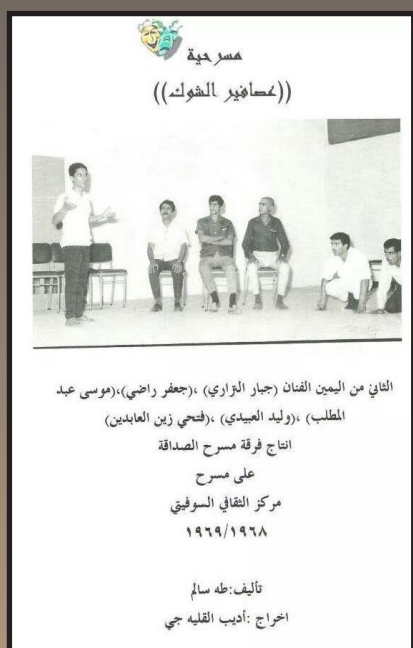 مسرحية
((عصافير الشوك))
الثاني من اليمين الفنان (جبار التراري) ،(جعفر راضي)،(موسى عبد
المطلب) ،(وليد العبيدي) ،(فتحي زين العابدين)
انتاج فرقة مسرح الصداقة
على مسرح
مركز الثقافي السوفيتي
١٩٦٩/١٩٦٨
تأليف:طه سالم
اخراج :أديب القليه جي